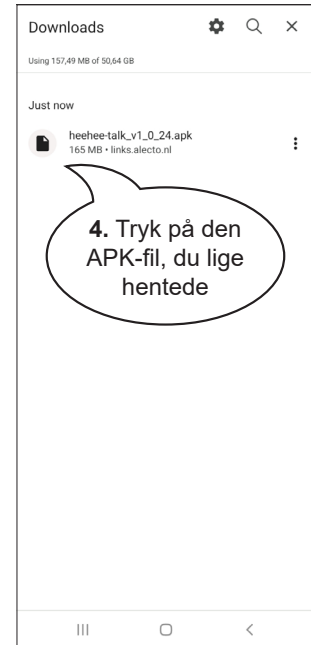 Downloads
Using 157,49 MB of 50,64 GB
Just now
heehee-talk_v1_0_24.apk
165 MB • links.alecto.nl
4. Tryk på den
APK-fil, du lige
hentede